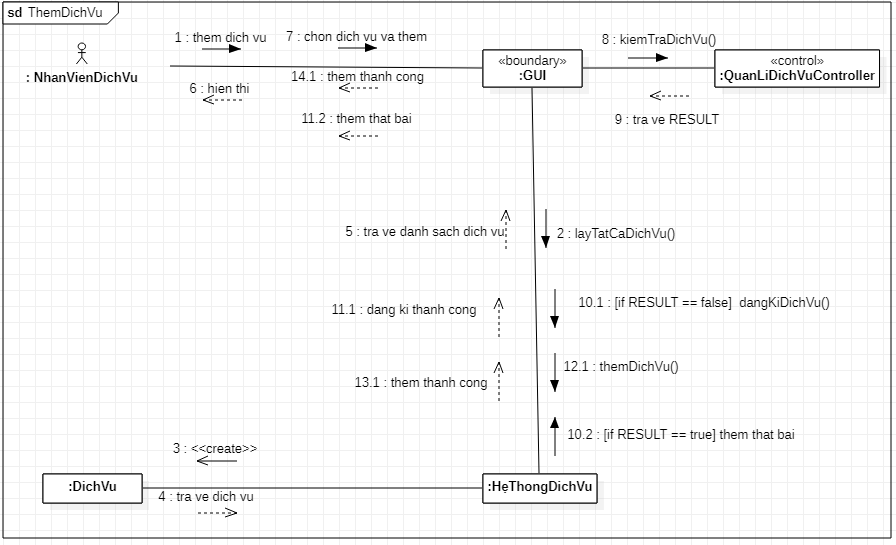 sd ThemDichVu
1 : them dich vu
7 : chon dich vu va them
8 : kiemTraDichVu()
: NhanVienDichVu
«boundary»
:GUI
«control»
:QuanLiDichVuController
6 : hien thi
14.1 : them thanh cong
11.2 : them that bai
9 : tra ve RESULT
5 : tra ve danh sach dich vu
2 : layTatCaDichVu()
11.1 : dang ki thanh cong
10.1 : [if RESULT == false]  dangKiDichVu()
13.1 : them thanh cong
12.1 : themDichVu()
10.2 : [if RESULT == true] them that bai
3 : <<create>>
:DichVu
4 : tra ve dich vu
:HẹThongDichVu